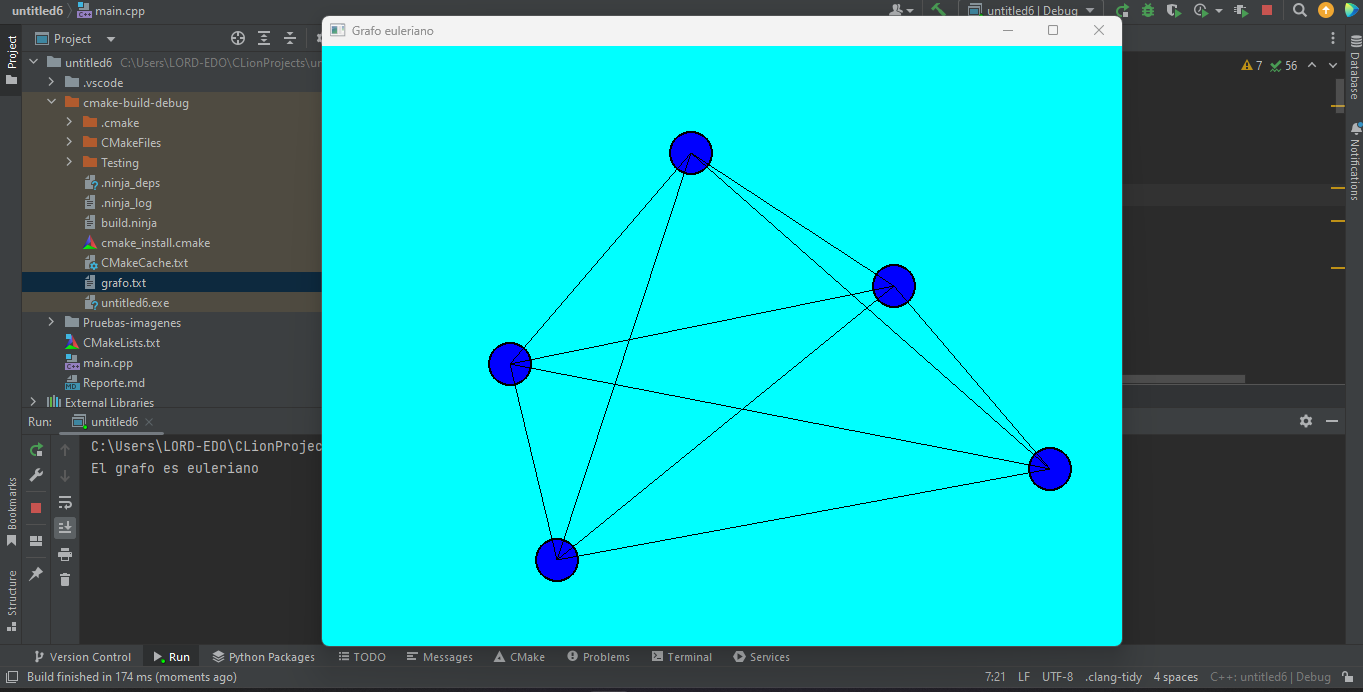 untitled6 main.cpp untitled6 | Debug
Grafo euleriano
Project
Project
untitled6 C:\Users\LORD-EDO\CLionProjects\un
7 56
.vscode
cmake-build-debug
.cmake
CMakeFiles
Testing
.ninja_deps
.ninja_log
build.ninja
cmake_install.cmake
CMakeCache.txt
grafo.txt
untitled6.exe
Pruebas-imagenes
CMakeLists.txt
main.cpp
Reporte.md
External Libraries
Database
Notifications
Run: untitled6
C:\Users\LORD-EDO\CLionProjec
El grafo es euleriano
Bookmarks
Structure
Version Control Run Python Packages TODO Messages CMake Problems Terminal Services
Build finished in 174 ms (moments ago) 7:21 LF UTF-8 .clang-tidy 4 spaces C++: untitled6 | Debug